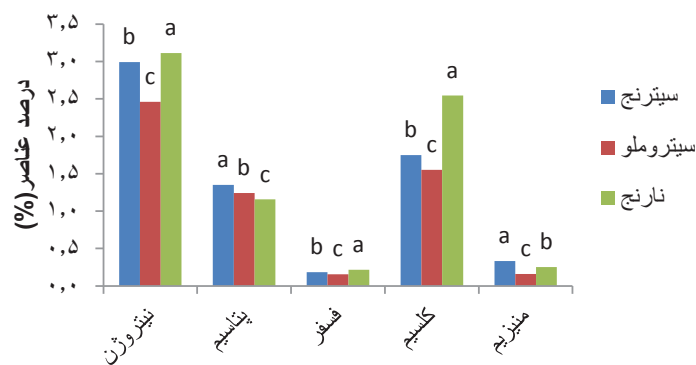 درصد عناصر(%)
۳٫۵
۳٫۰
۲٫۵
۲٫۰
۱٫۵
۱٫۰
۰٫۵
۰٫۰
b c a
a b c
b c a
b c a
a c b
نیتروژن
پتاسیم
فسفر
کلسیم
منیزیم
سیترنج
سیتروملو
نارنج